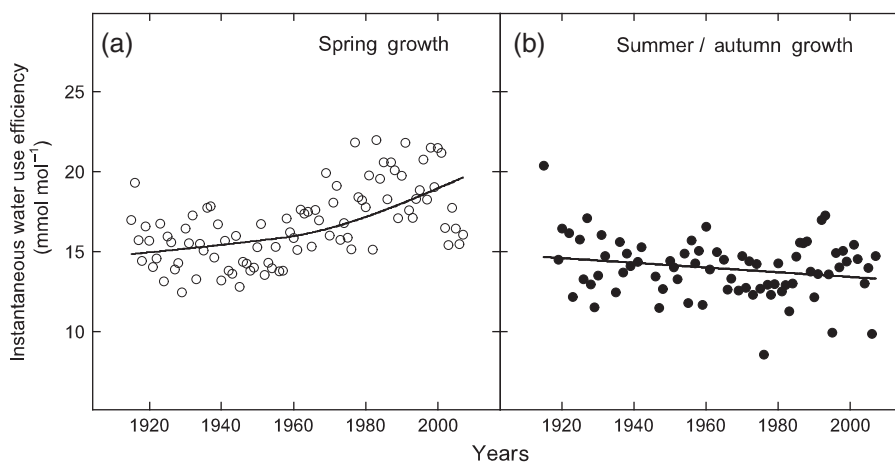 (a) Spring growth
(b) Summer / autumn growth
Instantaneous water use efficiency
(mmol mol⁻¹)
25
20
15
10
1920 1940 1960 1980 2000
1920 1940 1960 1980 2000
Years